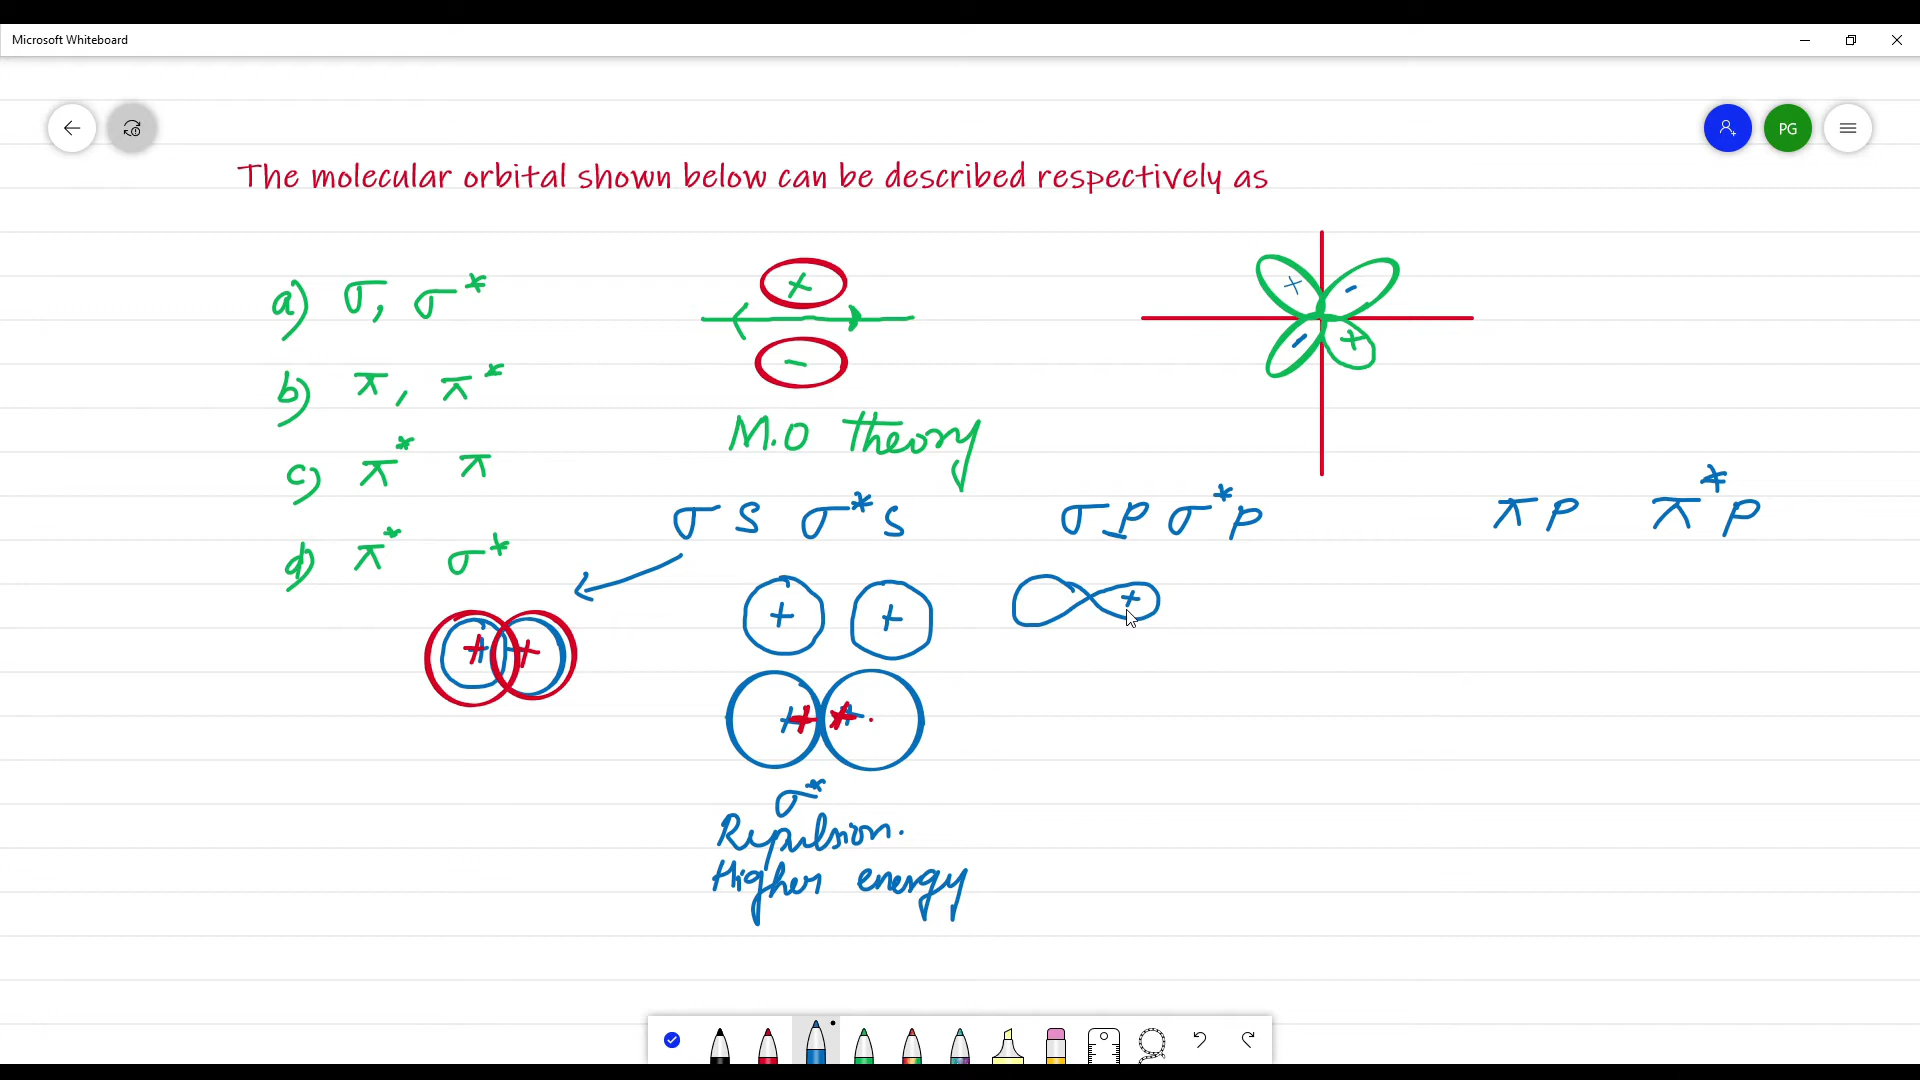 Microsoft Whiteboard
PG
The molecular orbital shown below can be described respectively as
a) σ, σ*
b) π, π*
c) π* π
d) π* σ*
+
-
+ -
- +
M.O Theory
σ s σ* s σ p σ* p π p π* p
+ +
+
+ +
+ +
σ*
Repulsion.
Higher energy